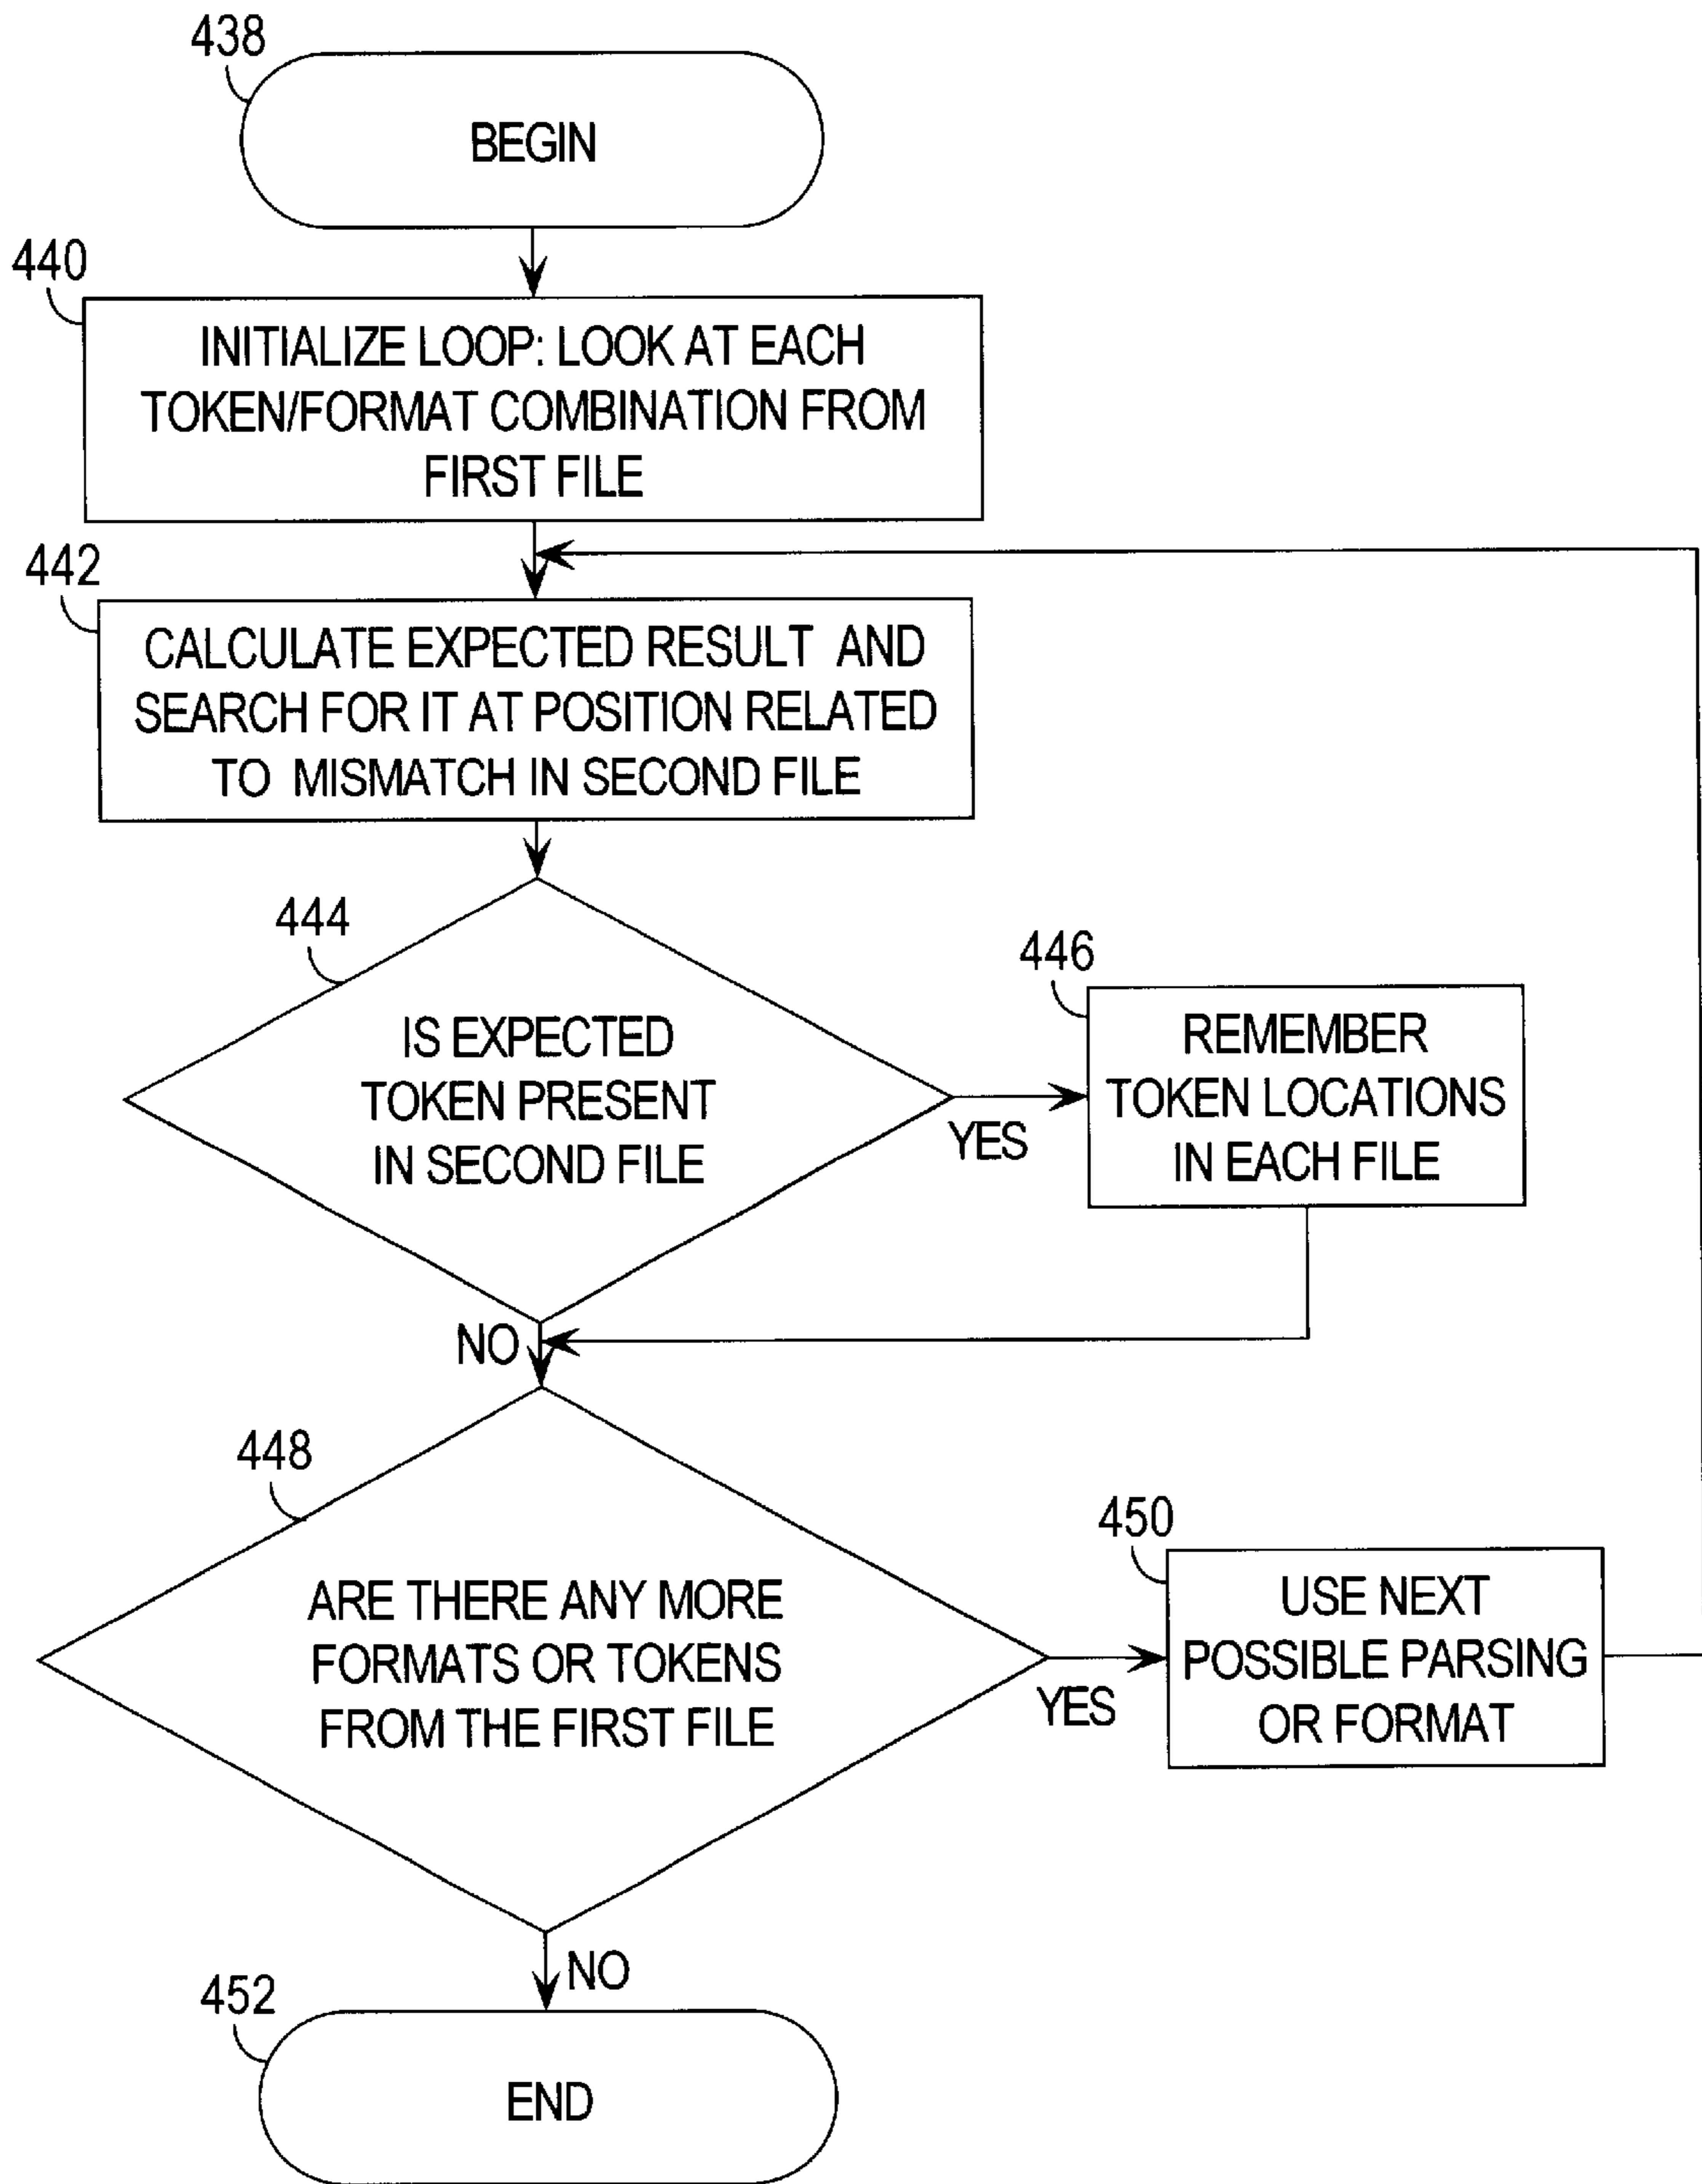 438
BEGIN
440
INITIALIZE LOOP: LOOK AT EACH
TOKEN/FORMAT COMBINATION FROM
FIRST FILE
442
CALCULATE EXPECTED RESULT AND
SEARCH FOR IT AT POSITION RELATED
TO MISMATCH IN SECOND FILE
444
IS EXPECTED
TOKEN PRESENT
IN SECOND FILE
YES
446
REMEMBER
TOKEN LOCATIONS
IN EACH FILE
NO
448
ARE THERE ANY MORE
FORMATS OR TOKENS
FROM THE FIRST FILE
YES
450
USE NEXT
POSSIBLE PARSING
OR FORMAT
NO
452
END